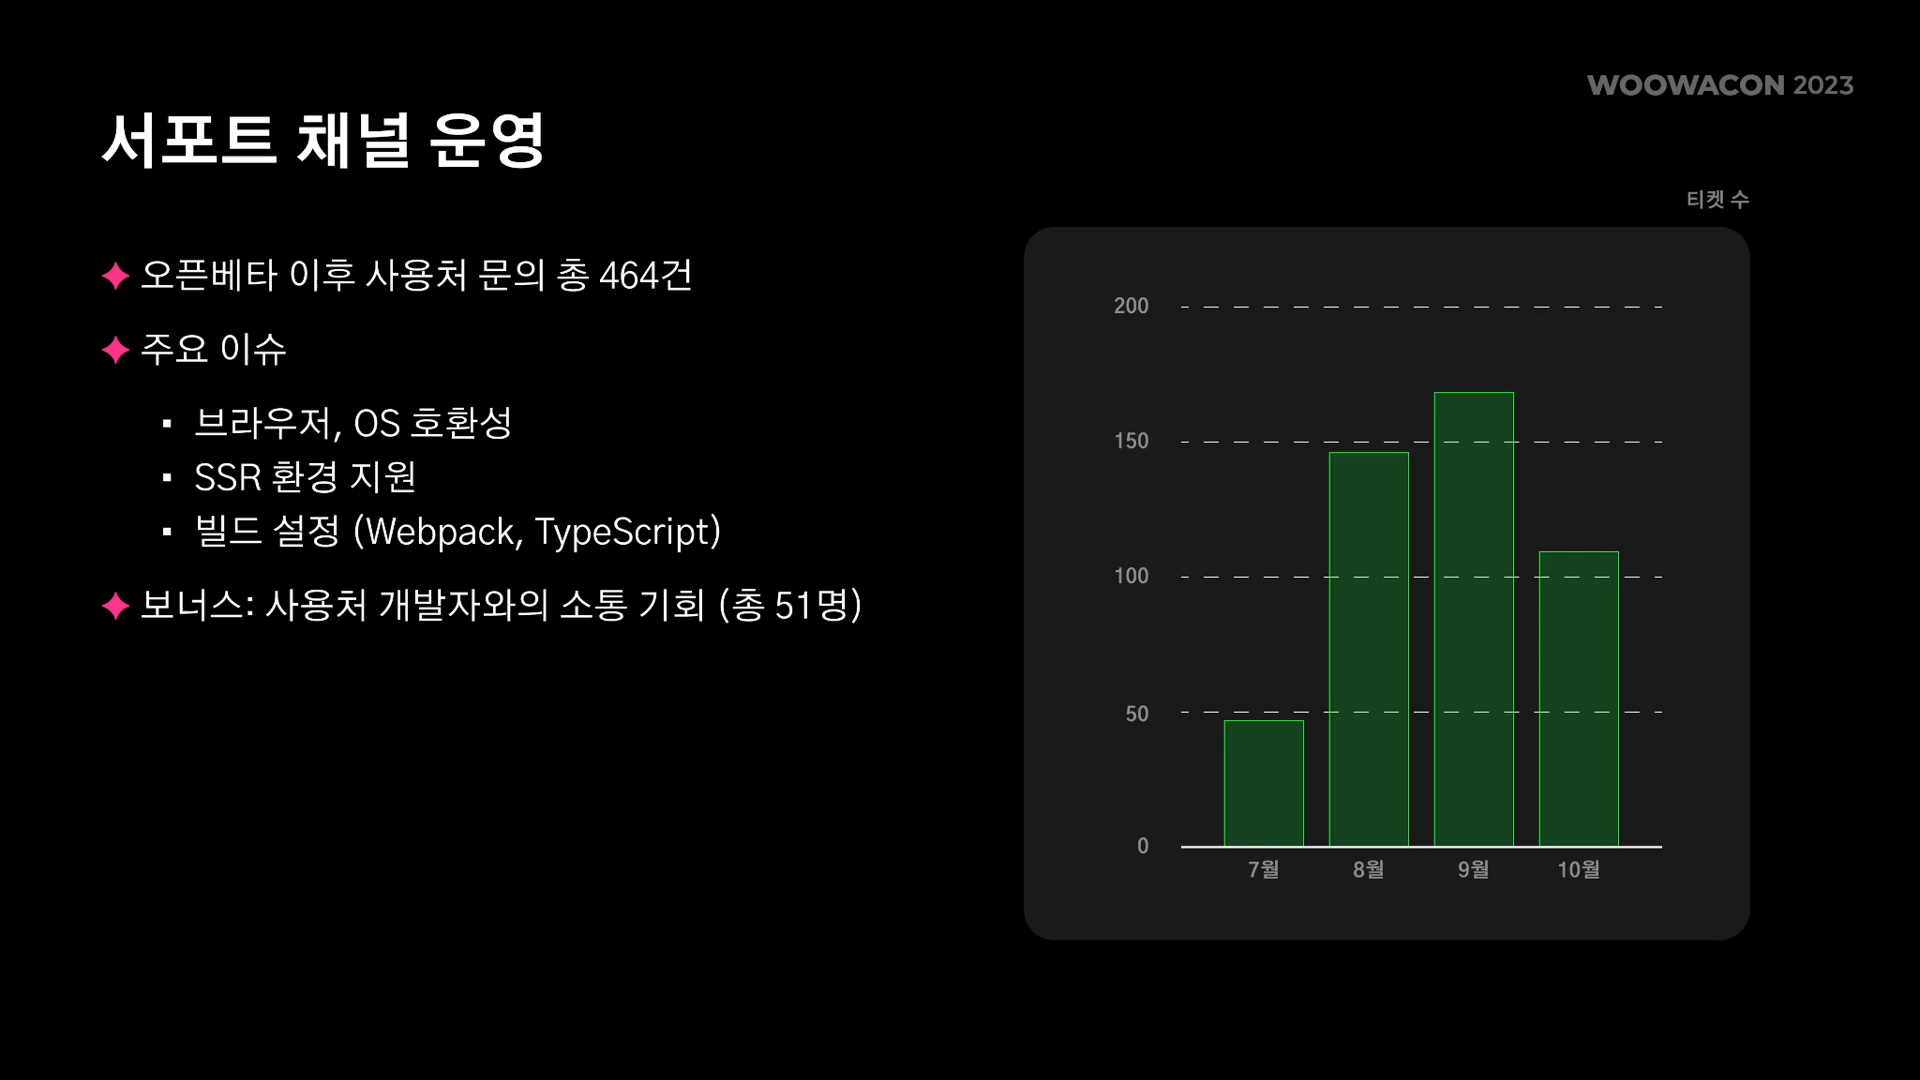 WOOWACON 2023
서포트 채널 운영
오픈베타 이후 사용처 문의 총 464건
주요 이슈
▪ 브라우저, OS 호환성
▪ SSR 환경 지원
▪ 빌드 설정 (Webpack, TypeScript)
보너스: 사용처 개발자와의 소통 기회 (총 51명)
티켓 수
200
150
100
50
0
7월 8월 9월 10월